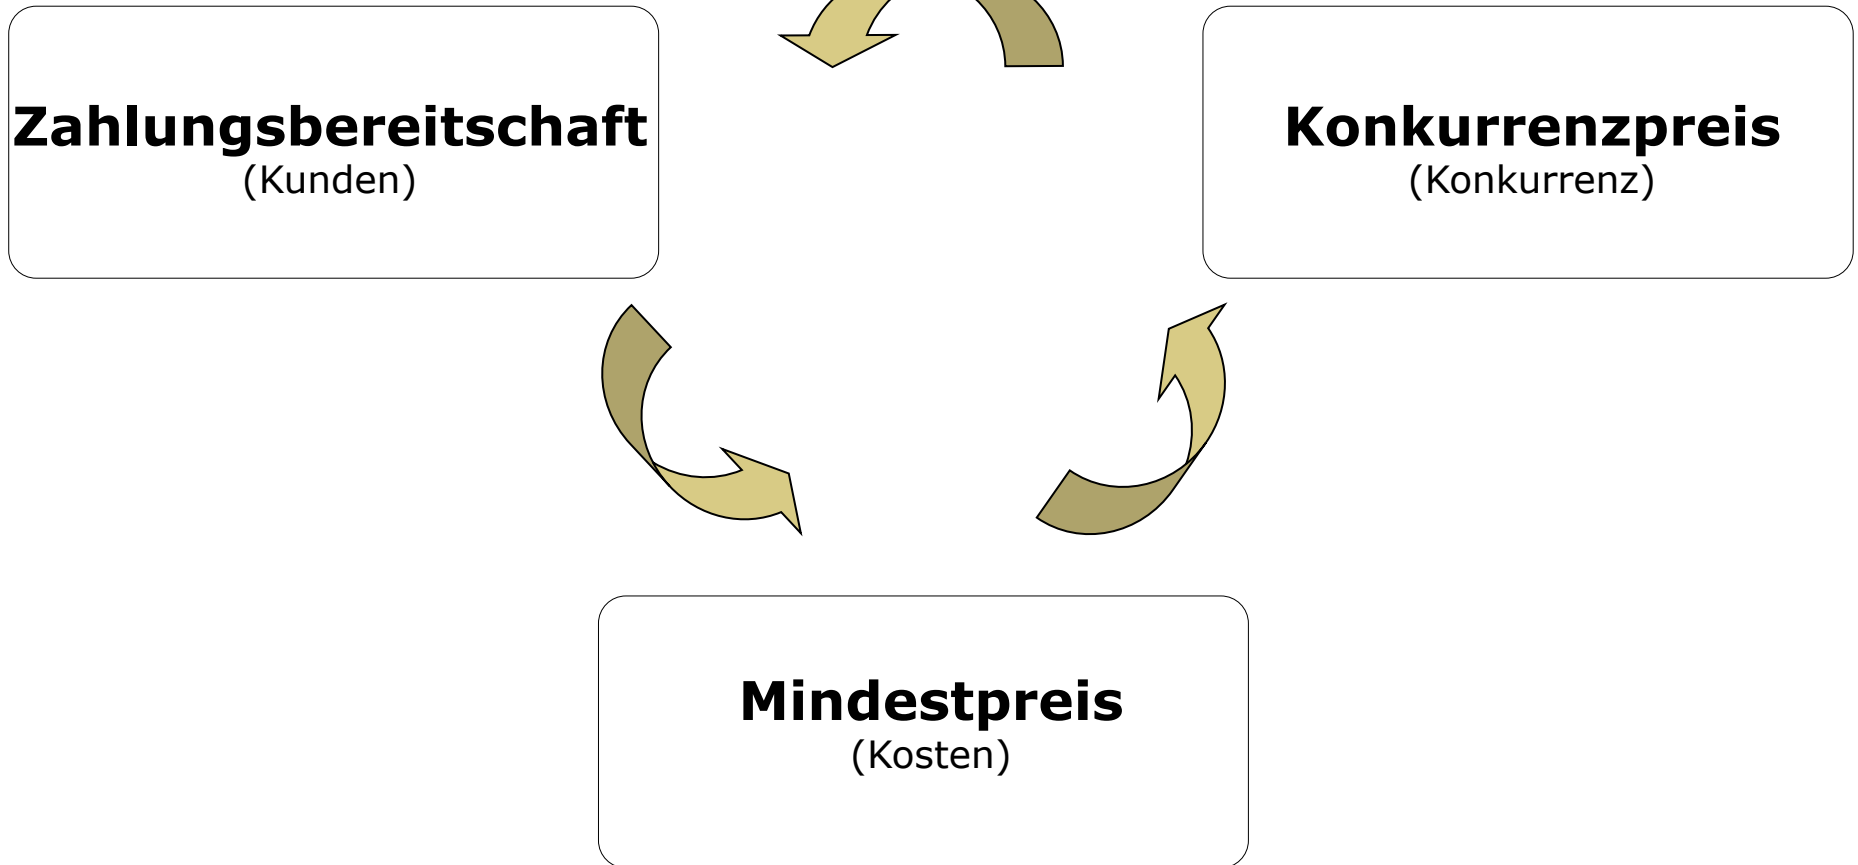 Zahlungsbereitschaft
(Kunden)
Konkurrenzpreis
(Konkurrenz)
Mindestpreis
(Kosten)